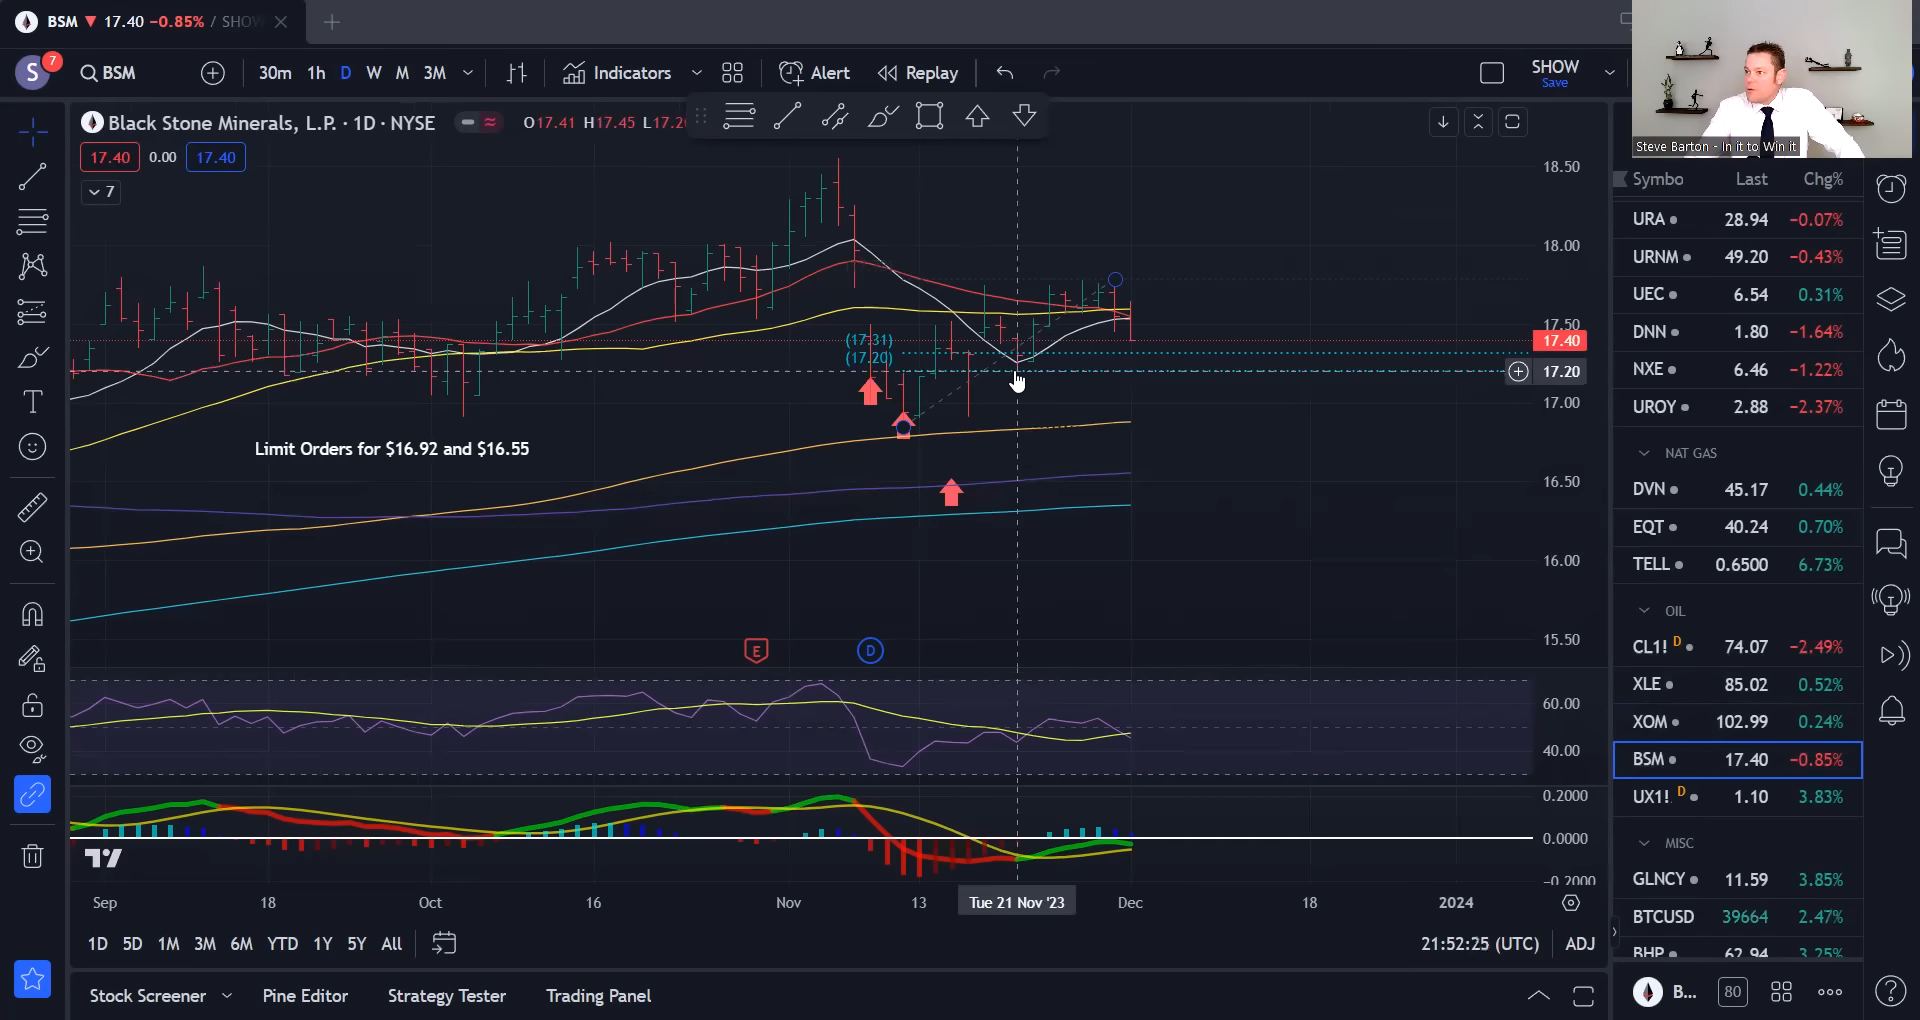 BSM ▼ 17.40 −0.85% / SHOW
S 7 BSM 30m 1h D W M 3M Indicators Alert Replay SHOW
Save
Black Stone Minerals, L.P. · 1D · NYSE O17.41 H17.45 L17.2
17.40 0.00 17.40
7
Steve Barton - In it to Win it
18.50
18.00
17.50
17.40
17.20
17.00
16.50
16.00
15.50
(17.31)
(17.20)
Limit Orders for $16.92 and $16.55
E D
60.00
40.00
0.2000
0.0000
−0.2000
Sep 18 Oct 16 Nov 13 Tue 21 Nov '23 Dec 18 2024
1D 5D 1M 3M 6M YTD 1Y 5Y All 21:52:25 (UTC) ADJ
Stock Screener Pine Editor Strategy Tester Trading Panel
Symbo Last Chg%
URA 28.94 −0.07%
URNM 49.20 −0.43%
UEC 6.54 0.31%
DNN 1.80 −1.64%
NXE 6.46 −1.22%
UROY 2.88 −2.37%
NAT GAS
DVN 45.17 0.44%
EQT 40.24 0.70%
TELL 0.6500 6.73%
OIL
CL1! D 74.07 −2.49%
XLE 85.02 0.52%
XOM 102.99 0.24%
BSM 17.40 −0.85%
UX1! D 1.10 3.83%
MISC
GLNCY 11.59 3.85%
BTCUSD 39664 2.47%
BHP 62.94 3.75%
B... 80